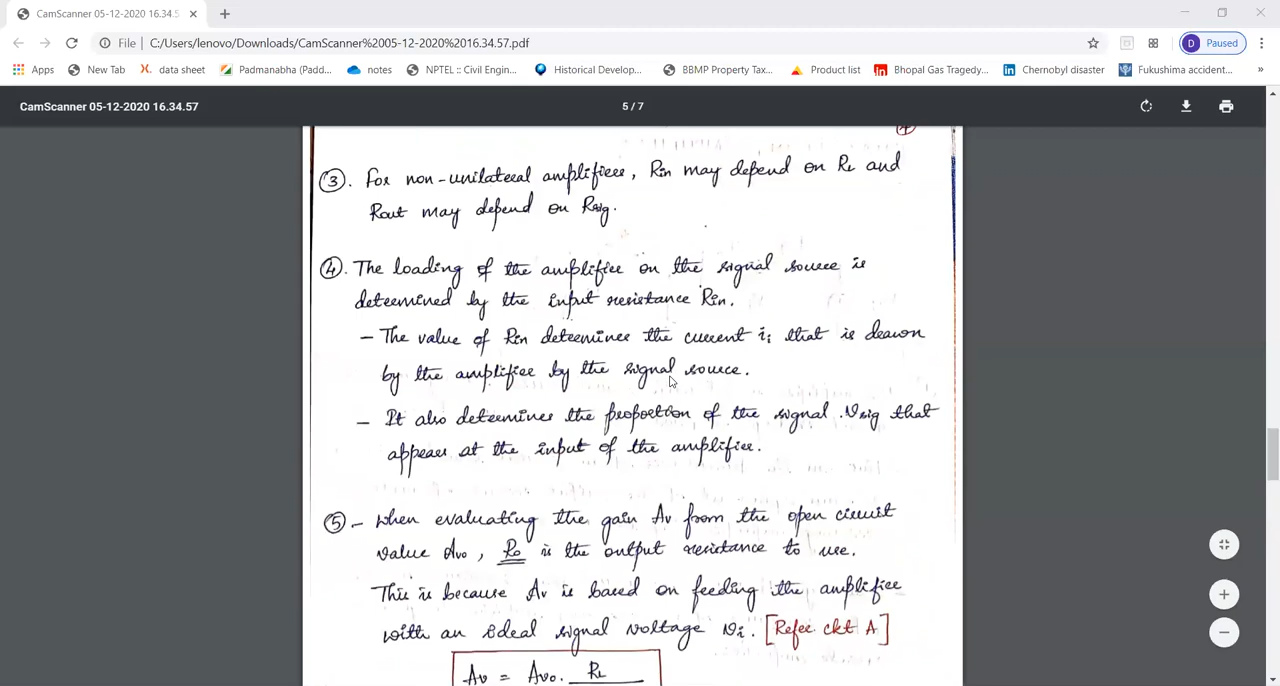 CamScanner 05-12-2020 16.34.5
File C:/Users/lenovo/Downloads/CamScanner%2005-12-2020%2016.34.57.pdf
D Paused
Apps New Tab data sheet Padmanabha (Padd... notes NPTEL :: Civil Engin... Historical Develop... BBMP Property Tax... Product list Bhopal Gas Tragedy... Chernobyl disaster Fukushima accident... »
CamScanner 05-12-2020 16.34.57 5 / 7
③. For non-unilateral amplifiers, Rin may depend on RL and
Rout may depend on Rsig.
④. The loading of the amplifier on the signal source is
determined by the input resistance Rin.
– The value of Rin determines the current ii that is drawn
by the amplifier by the signal source.
– It also determines the proportion of the signal vsig that
appears at the input of the amplifier.
⑤ – When evaluating the gain Av from the open circuit
value Avo, Ro is the output resistance to use.
This is because Av is based on feeding the amplifier
with an ideal signal voltage vi. [Refer ckt A]
Av = Avo. RL